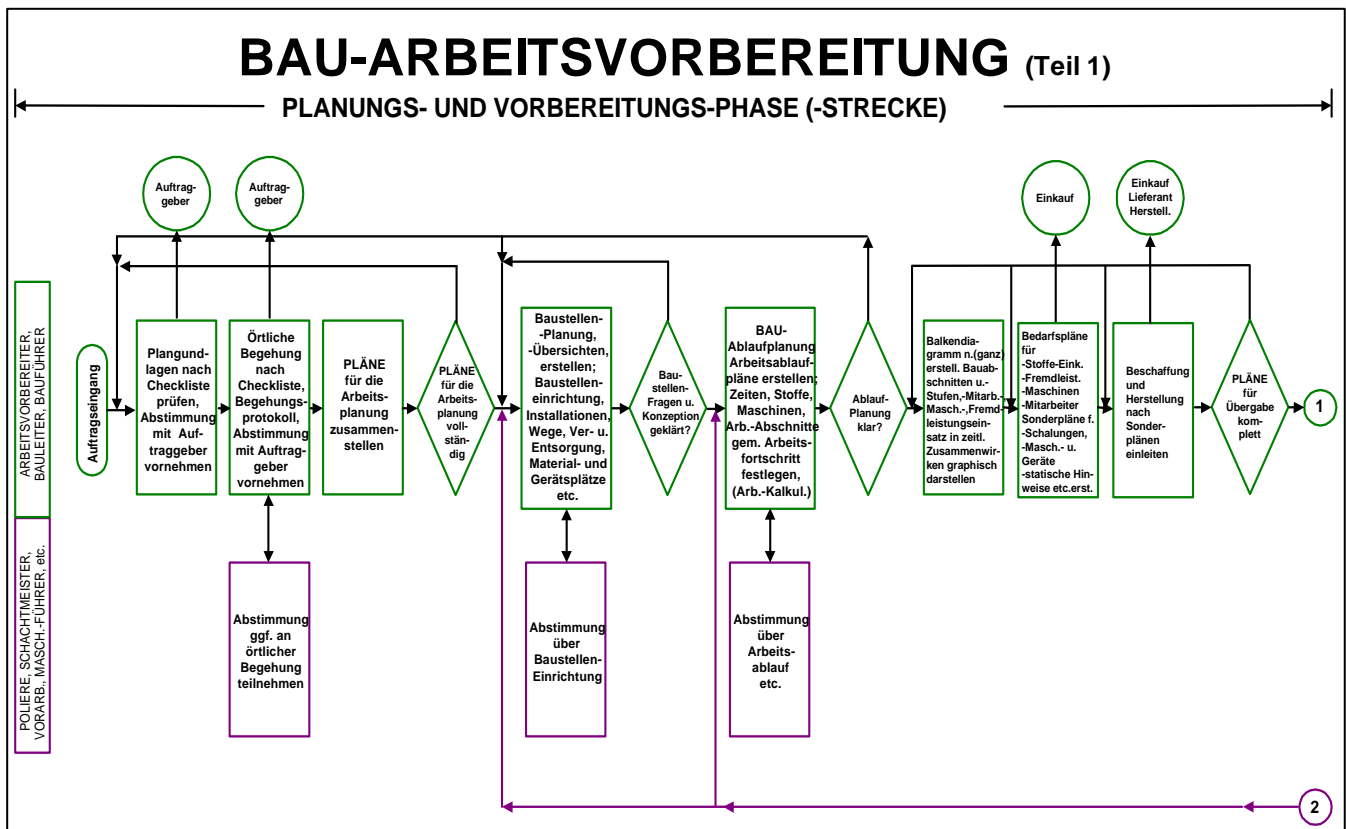 BAU-ARBEITSVORBEREITUNG (Teil 1)
PLANUNGS- UND VORBEREITUNGS-PHASE (-STRECKE)
Auftrag-
geber
Auftrag-
geber
Einkauf
Einkauf
Lieferant
Herstell.
ARBEITSVORBEREITER,
BAULEITER, BAUFÜHRER
Auftragseingang
Plangund-
lagen nach
Checkliste
prüfen,
Abstimmung
mit Auf-
traggeber
vornehmen
Örtliche
Begehung
nach
Checkliste,
Begehungs-
protokoll,
Abstimmung
mit Auftrag-
geber
vornehmen
PLÄNE
für die
Arbeits-
planung
zusammen-
stellen
PLÄNE
für die
Arbeits-
planung
voll-
stän-
dig
Baustellen-
-Planung,
-Übersichten,
erstellen;
Baustellen-
einrichtung,
Installationen,
Wege, Ver- u.
Entsorgung,
Material- und
Gerätsplätze
etc.
Bau-
stellen-
Fragen u.
Konzeption
geklärt?
BAU-
Ablaufplanung
Arbeitsablauf-
pläne erstellen;
Zeiten, Stoffe,
Maschinen,
Arb.-Abschnitte
gem. Arbeits-
fortschritt
festlegen,
(Arb.-Kalkul.)
Ablauf-
Planung
klar?
Balkendia-
gramm n.(ganz)
erstell. Bauab-
schnitten u.-
Stufen,-Mitarb.-
Masch.-,Fremd-
leistungsein-
satz in zeitl.
Zusammenwir-
ken graphisch
darstellen
Bedarfspläne
für
-Stoffe-Eink.
-Fremdleist.
-Maschinen
-Mitarbeiter
Sonderpläne f.
-Schalungen,
-Masch.- u.
Geräte
-statische Hin-
weise etc.erst.
Beschaffung
und
Herstellung
nach
Sonder-
plänen
einleiten
PLÄNE
für
Übergabe
kom-
plett
1
POLIERE, SCHACHTMEISTER,
VORARB., MASCH.-FÜHRER, etc.
Abstimmung
ggf. an
örtlicher
Begehung
teilnehmen
Abstimmung
über
Baustellen-
Einrichtung
Abstimmung
über
Arbeits-
ablauf
etc.
2